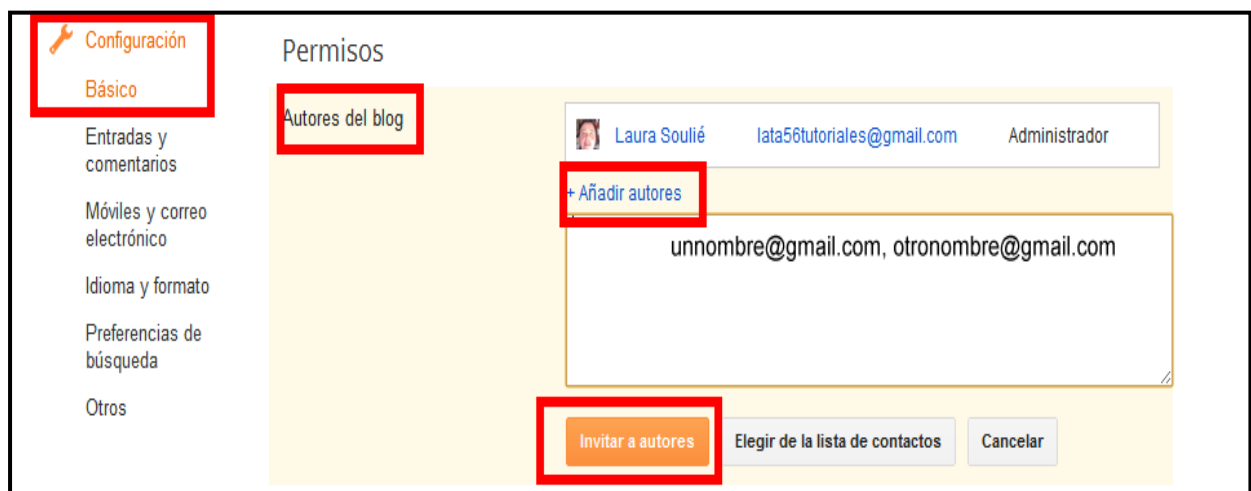 Configuración
Básico
Entradas y
comentarios
Móviles y correo
electrónico
Idioma y formato
Preferencias de
búsqueda
Otros
Permisos
Autores del blog
Laura Soulié lata56tutoriales@gmail.com Administrador
+ Añadir autores
unnombre@gmail.com, otronombre@gmail.com
Invitar a autores Elegir de la lista de contactos Cancelar